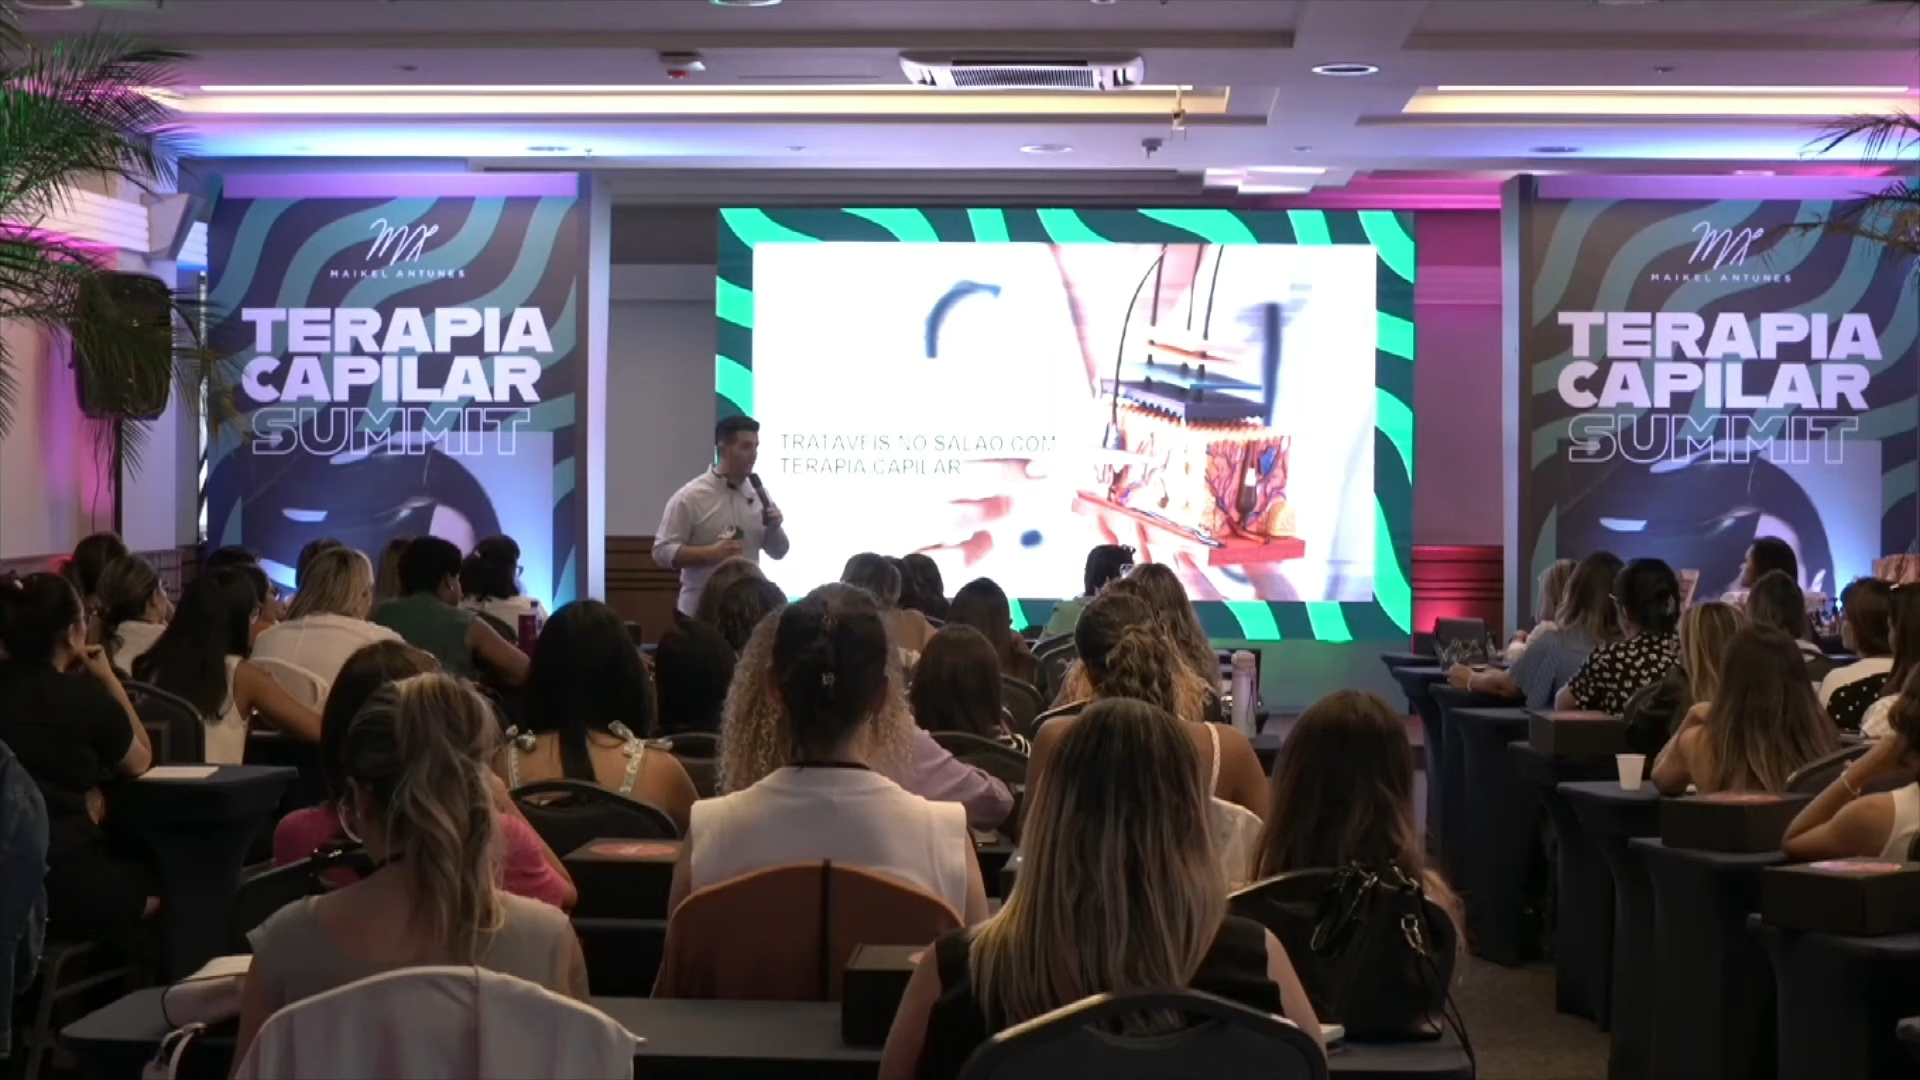 MAIKEL ANTUNES
TERAPIA
CAPILAR
SUMMIT
TRATAVEIS NO SALAO COM
TERAPIA CAPILAR
MAIKEL ANTUNES
TERAPIA
CAPILAR
SUMMIT